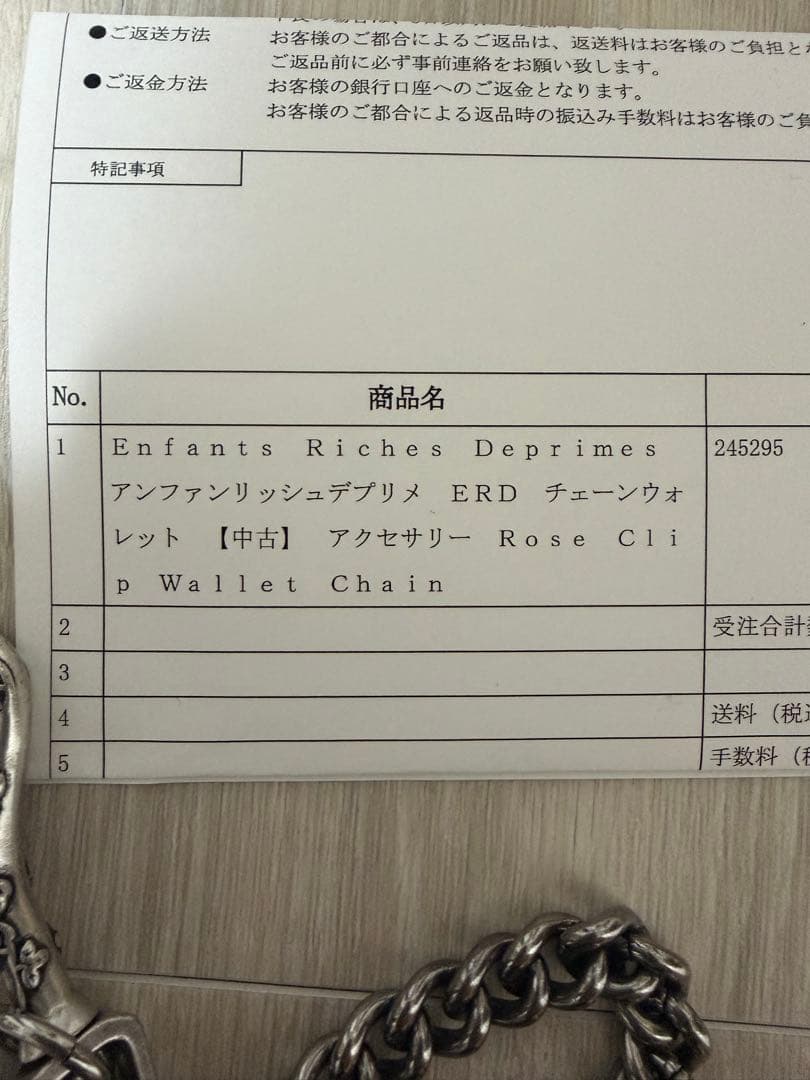 ●ご返送方法
お客様のご都合によるご返品は、返送料はお客様のご負担と
ご返品前に必ず事前連絡をお願い致します。
●ご返金方法
お客様の銀行口座へのご返金となります。
お客様のご都合による返品時の振込み手数料はお客様のご負
特記事項
No.
商品名
1
Ｅｎｆａｎｔｓ　Ｒｉｃｈｅｓ　Ｄｅｐｒｉｍｅｓ
245295
アンファンリッシュデプリメ　ＥＲＤ　チェーンウォ
レット　【中古】　アクセサリー　Ｒｏｓｅ　Ｃｌｉ
ｐ　Ｗａｌｌｅｔ　Ｃｈａｉｎ
2
受注合計
3
4
送料（税
5
手数料（